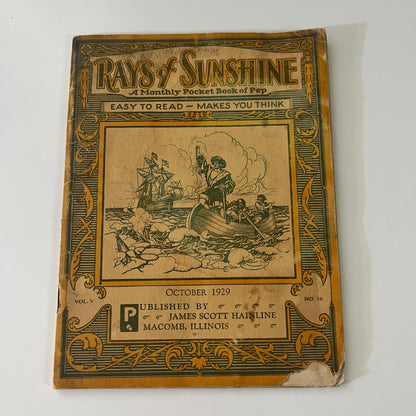 RAYS of SUNSHINE
A Monthly Pocket Book of Pep
EASY TO READ ~ MAKES YOU THINK
OCTOBER 1929
VOL. V
NO. 10
PUBLISHED BY
JAMES SCOTT HAINLINE
MACOMB, ILLINOIS